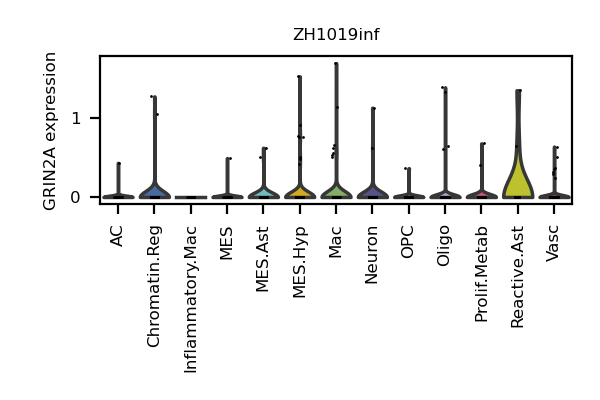 ZH1019inf
GRIN2A expression
1
0
AC
Chromatin.Reg
Inflammatory.Mac
MES
MES.Ast
MES.Hyp
Mac
Neuron
OPC
Oligo
Prolif.Metab
Reactive.Ast
Vasc